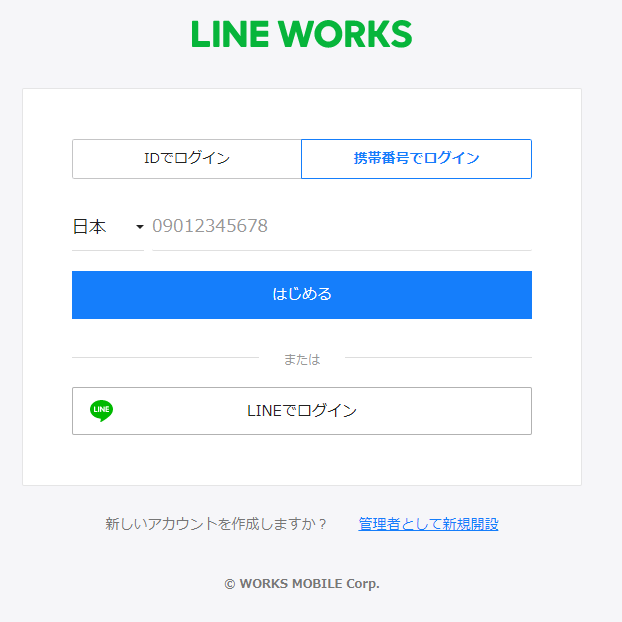 LINE WORKS
IDでログイン
携帯番号でログイン
日本
09012345678
はじめる
または
LINE
LINEでログイン
新しいアカウントを作成しますか？ 管理者として新規開設
© WORKS MOBILE Corp.